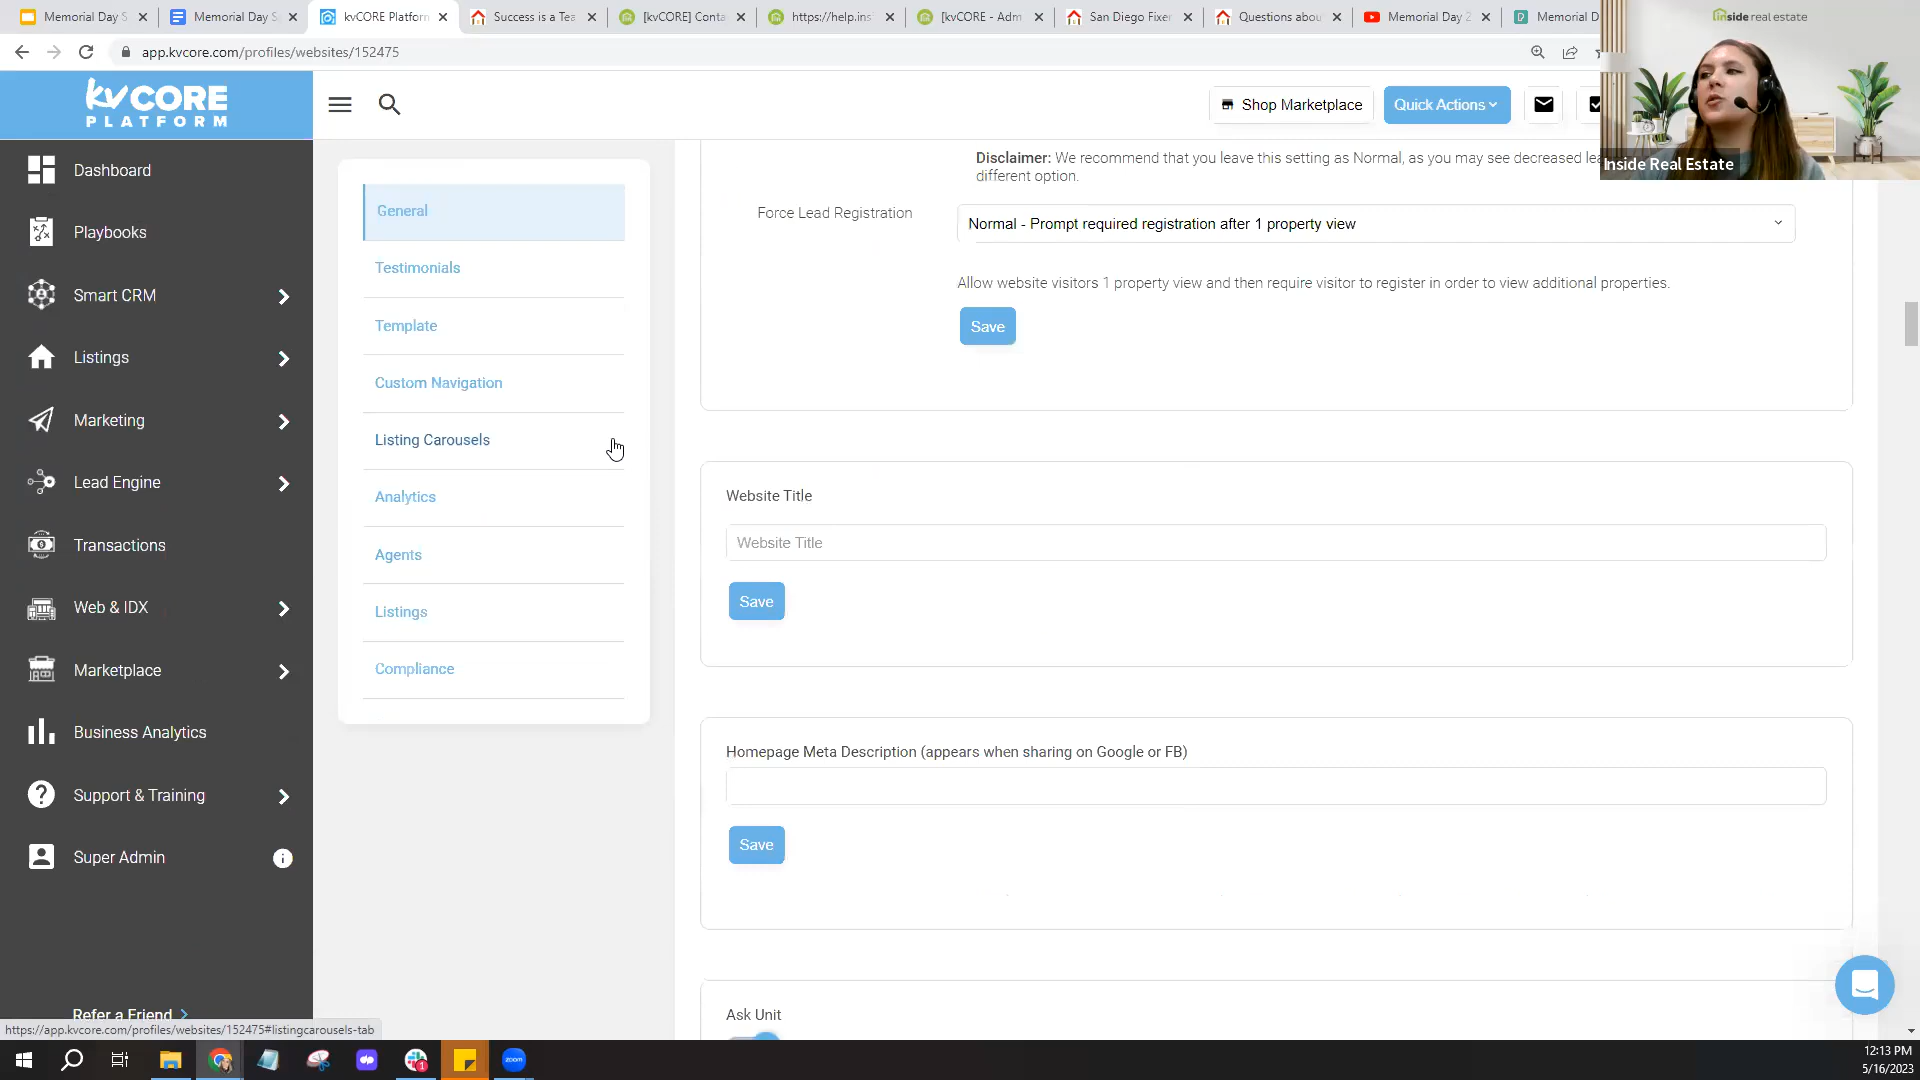 Memorial Day S
Memorial Day S
kvCORE Platform
Success is a Tea
[kvCORE] Conta
https://help.ins
[kvCORE - Adm
San Diego Fixer
Questions abou
Memorial Day 2
Memorial D
inside real estate
app.kvcore.com/profiles/websites/152475
kvCORE
PLATFORM
Shop Marketplace
Quick Actions
Inside Real Estate
Dashboard
Playbooks
Smart CRM
Listings
Marketing
Lead Engine
Transactions
Web & IDX
Marketplace
Business Analytics
Support & Training
Super Admin
Refer a Friend
General
Testimonials
Template
Custom Navigation
Listing Carousels
Analytics
Agents
Listings
Compliance
Disclaimer: We recommend that you leave this setting as Normal, as you may see decreased
different option.
Force Lead Registration
Normal - Prompt required registration after 1 property view
Allow website visitors 1 property view and then require visitor to register in order to view additional properties.
Save
Website Title
Website Title
Save
Homepage Meta Description (appears when sharing on Google or FB)
Save
Ask Unit
https://app.kvcore.com/profiles/websites/152475#listingcarousels-tab
zoom
1
12:13 PM
5/16/2023